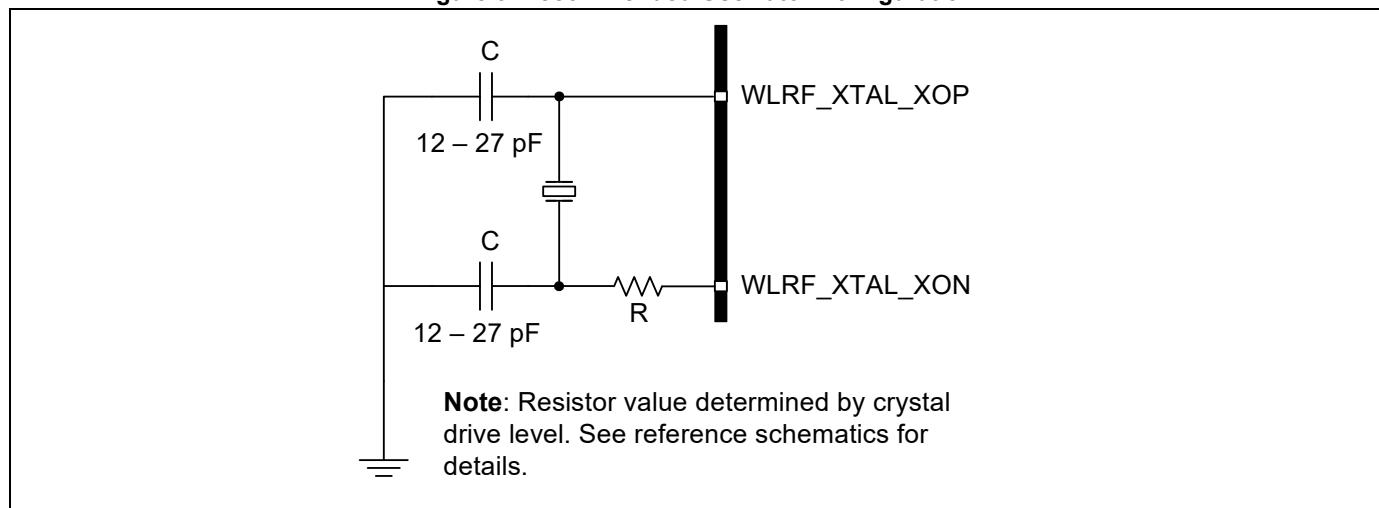 C
WLRF_XTAL_XOP
12 – 27 pF
C
WLRF_XTAL_XON
R
12 – 27 pF
Note: Resistor value determined by crystal
drive level. See reference schematics for
details.